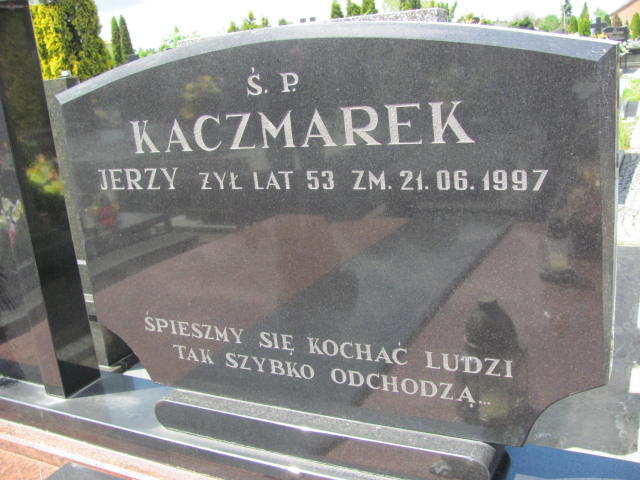 Ś. P.
KACZMAREK
JERZY ŻYŁ LAT 53 ZM. 21.06.1997
ŚPIESZMY SIĘ KOCHAĆ LUDZI
TAK SZYBKO ODCHODZĄ...